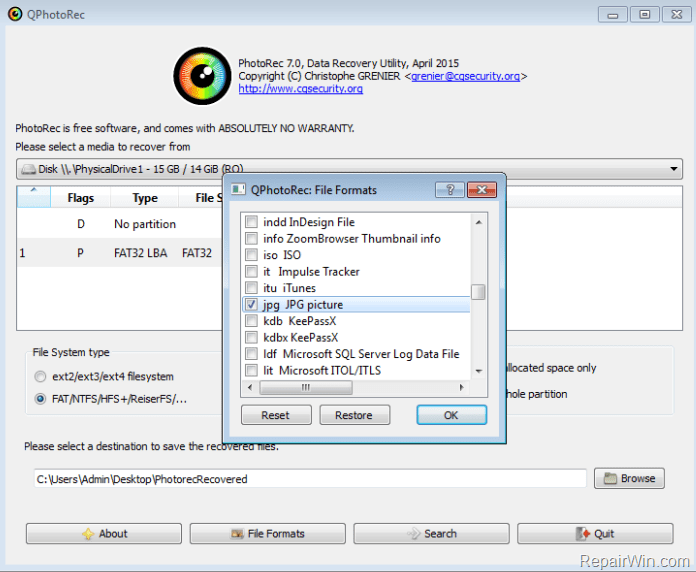 QPhotoRec
PhotoRec 7.0, Data Recovery Utility, April 2015
Copyright (C) Christophe GRENIER <grenier@cgsecurity.org>
http://www.cgsecurity.org
PhotoRec is free software, and comes with ABSOLUTELY NO WARRANTY.
Please select a media to recover from
Disk \\.\PhysicalDrive1 - 15 GB / 14 GiB (RO)
Flags Type File S
D No partition
1 P FAT32 LBA FAT32
QPhotoRec: File Formats
indd InDesign File
info ZoomBrowser Thumbnail info
iso ISO
it Impulse Tracker
itu iTunes
jpg JPG picture
kdb KeePassX
kdbx KeePassX
ldf Microsoft SQL Server Log Data File
lit Microsoft ITOL/ITLS
Reset Restore OK
File System type
ext2/ext3/ext4 filesystem
FAT/NTFS/HFS+/ReiserFS/...
allocated space only
hole partition
Please select a destination to save the recovered files.
C:\Users\Admin\Desktop\PhotorecRecovered
Browse
About File Formats Search Quit
RepairWin.com